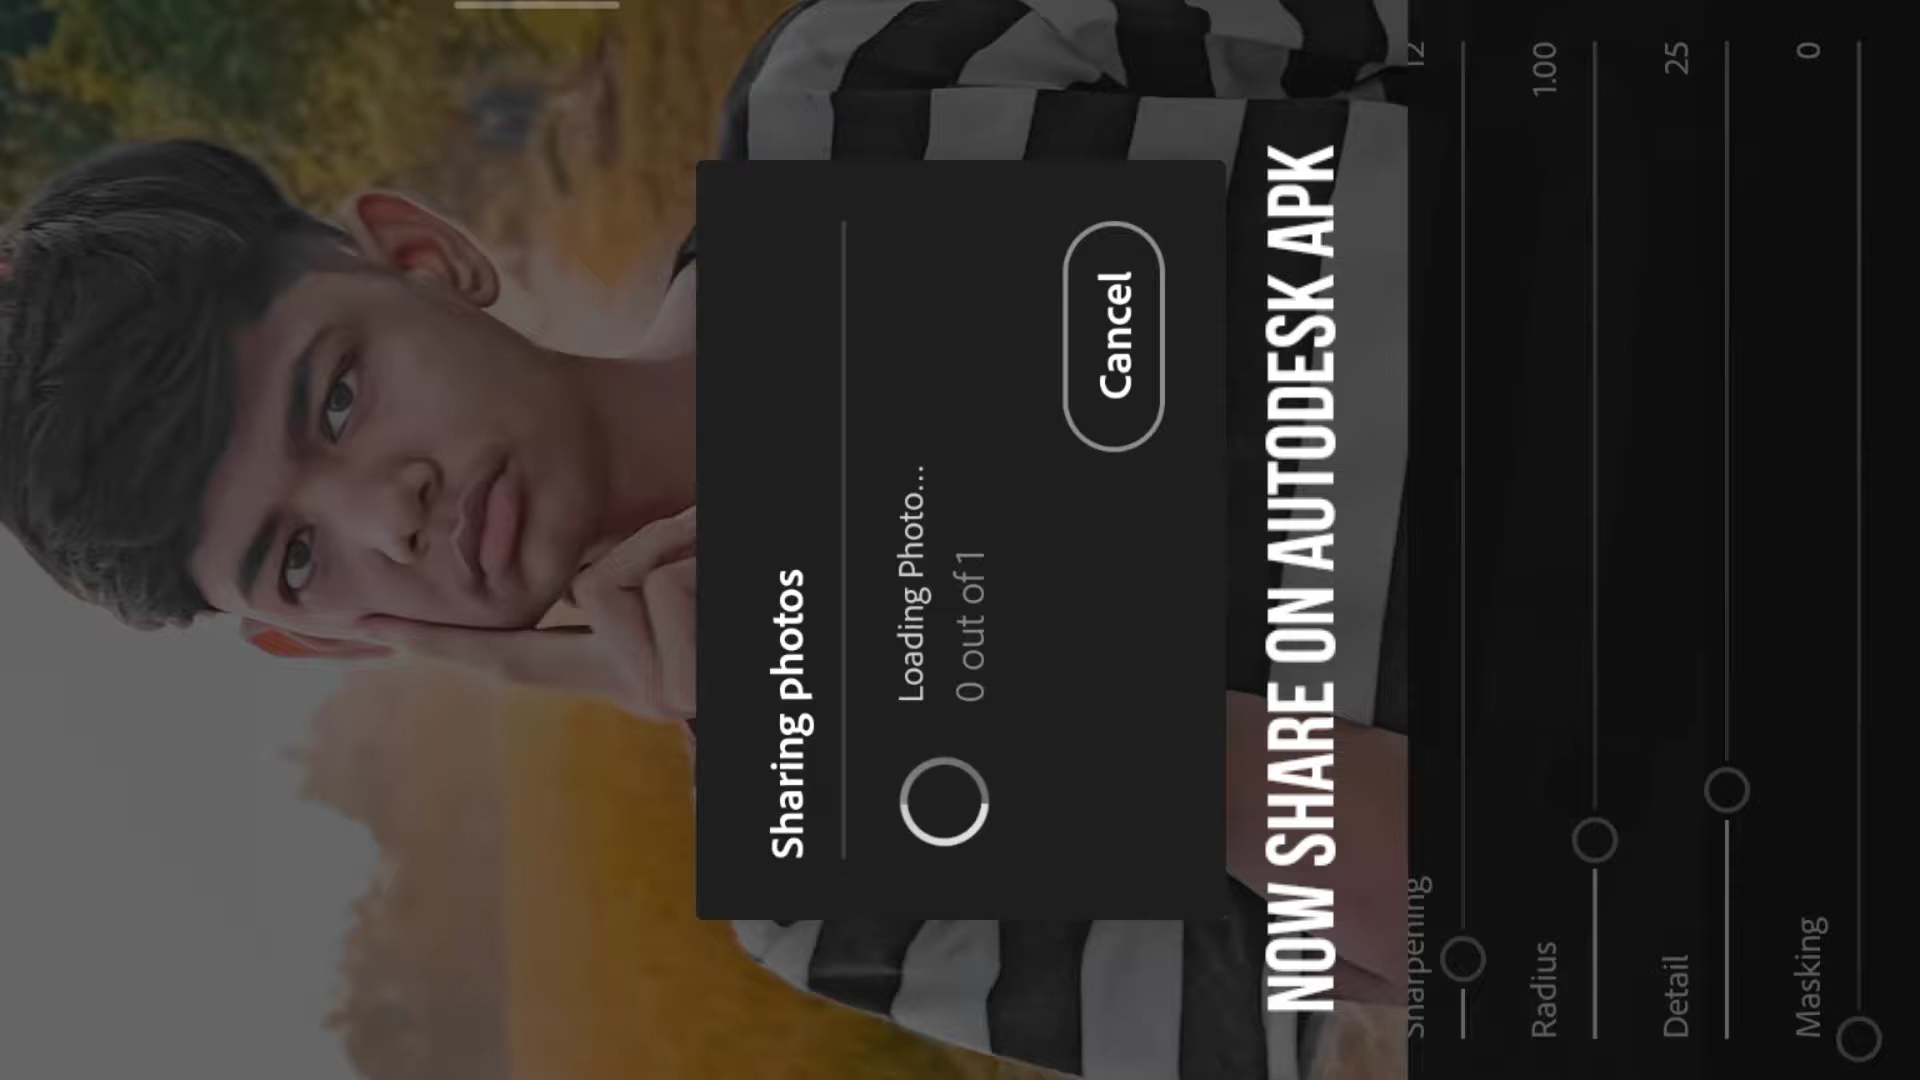 Sharing photos
Loading Photo...
0 out of 1
Cancel
NOW SHARE ON AUTODESK APK
Sharpening 12
Radius 1.00
Detail 25
Masking 0